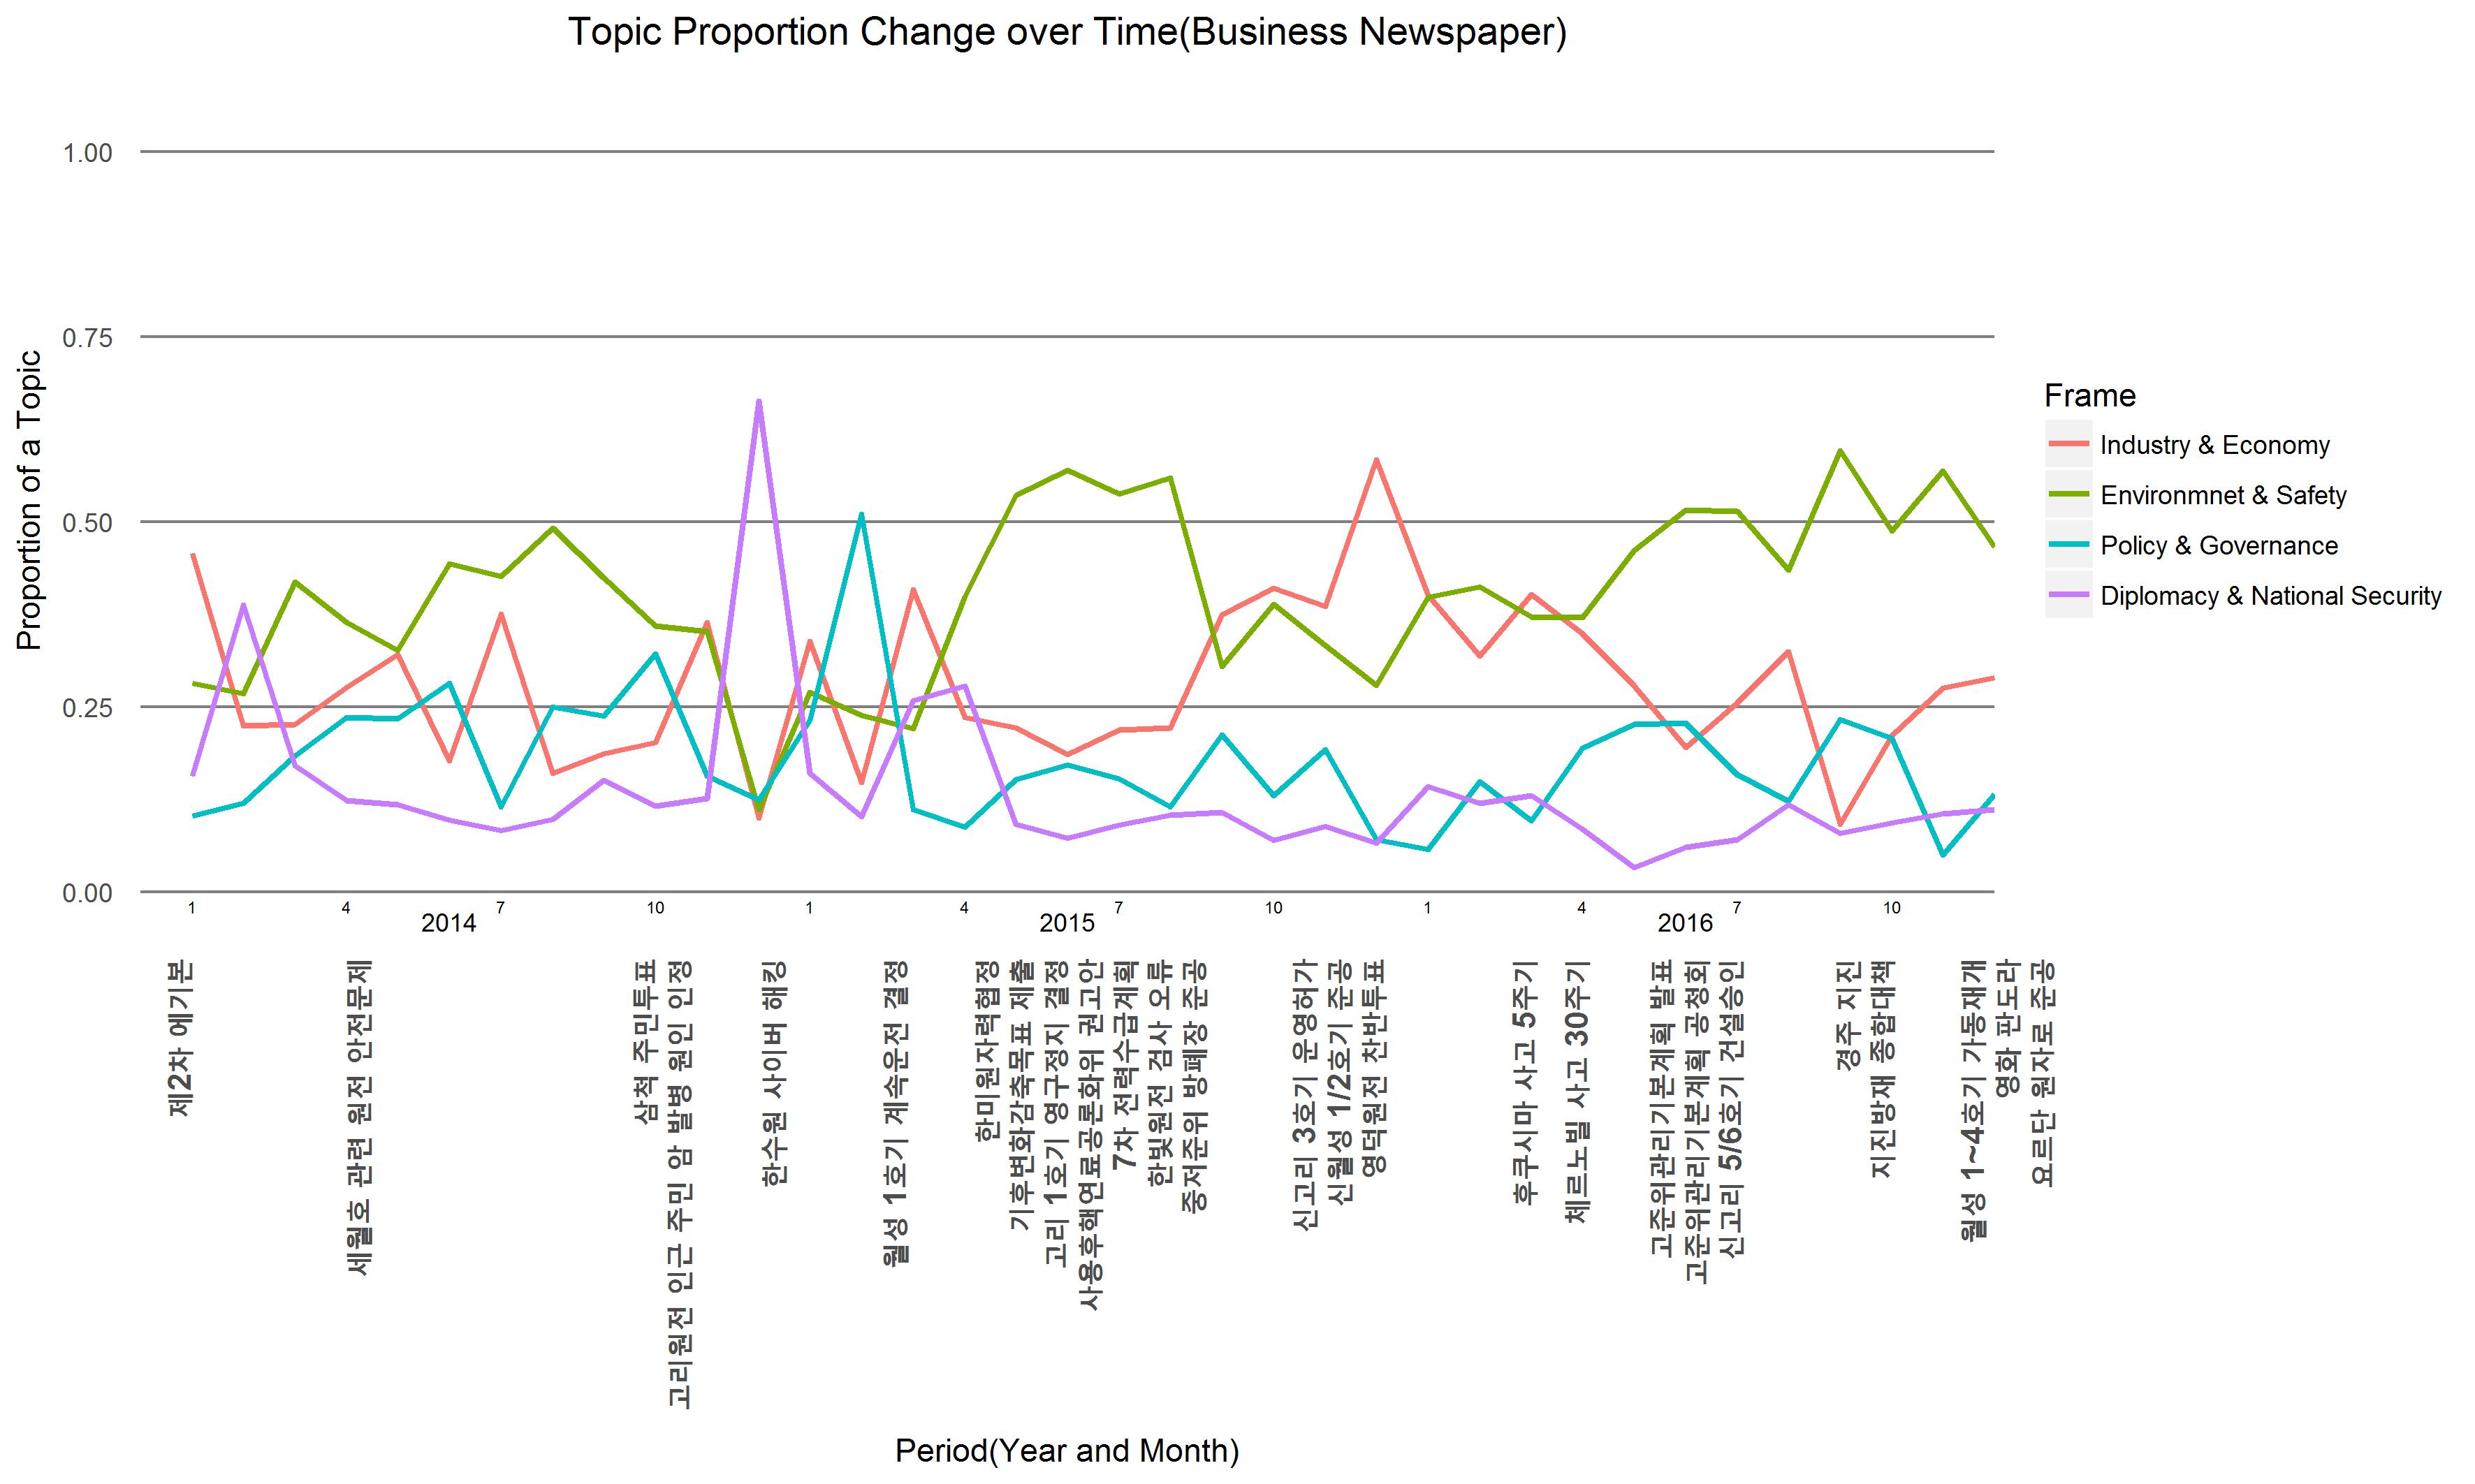 Topic Proportion Change over Time(Business Newspaper)
Proportion of a Topic
1.00
0.75
0.50
0.25
0.00
1
4
7
10
1
4
7
10
1
4
7
10
2014
2015
2016
제2차 에기본
세월호 관련 원전 안전문제
삼척 주민투표
고리원전 인근 주민 암 발병 원인 인정
한수원 사이버 해킹
월성 1호기 계속운전 결정
한미원자력협정
기후변화감축목표 제출
고리 1호기 영구정지 결정
사용후핵연료공론화위 권고안
7차 전력수급계획
한빛원전 검사 오류
중저준위 방폐장 준공
신고리 3호기 운영허가
신월성 1/2호기 준공
영덕원전 찬반투표
후쿠시마 사고 5주기
체르노빌 사고 30주기
고준위관리기본계획 발표
고준위관리기본계획 공청회
신고리 5/6호기 건설승인
경주 지진
지진방재 종합대책
월성 1~4호기 가동재개
영화 판도라
요르단 원자로 준공
Period(Year and Month)
Frame
Industry & Economy
Environmnet & Safety
Policy & Governance
Diplomacy & National Security